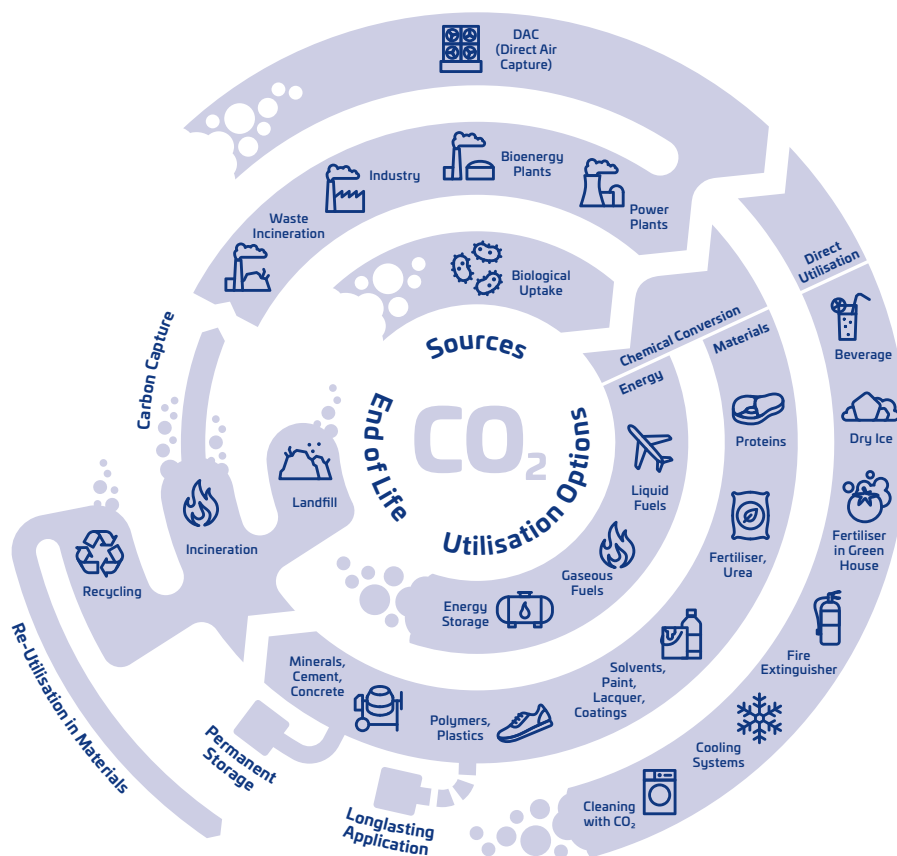 DAC
(Direct Air
Capture)
Bioenergy
Plants
Industry
Power
Plants
Waste
Incineration
Biological
Uptake
Direct
Utilisation
Chemical Conversion
Materials
Energy
Sources
CO₂
End of Life
Utilisation Options
Carbon Capture
Beverage
Dry Ice
Fertiliser
in Green
House
Fire
Extinguisher
Cooling
Systems
Cleaning
with CO₂
Proteins
Fertiliser,
Urea
Solvents,
Paint,
Lacquer,
Coatings
Polymers,
Plastics
Minerals,
Cement,
Concrete
Liquid
Fuels
Gaseous
Fuels
Energy
Storage
Landfill
Incineration
Recycling
Re-Utilisation in Materials
Permanent
Storage
Longlasting
Application